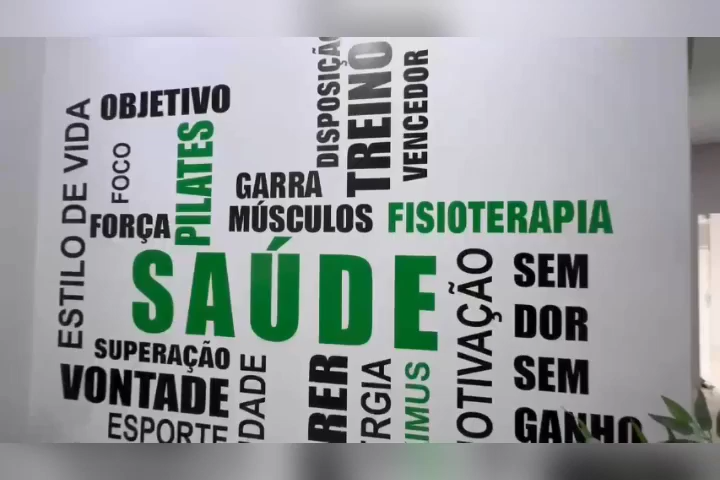 ESTILO DE VIDA
OBJETIVO
FOCO
FORÇA
PILATES
DISPOSIÇÃO
TREINO
VENCEDOR
GARRA
MÚSCULOS
FISIOTERAPIA
SAÚDE
SUPERAÇÃO
VONTADE
ESPORTE
SEM
DOR
SEM
GANHO